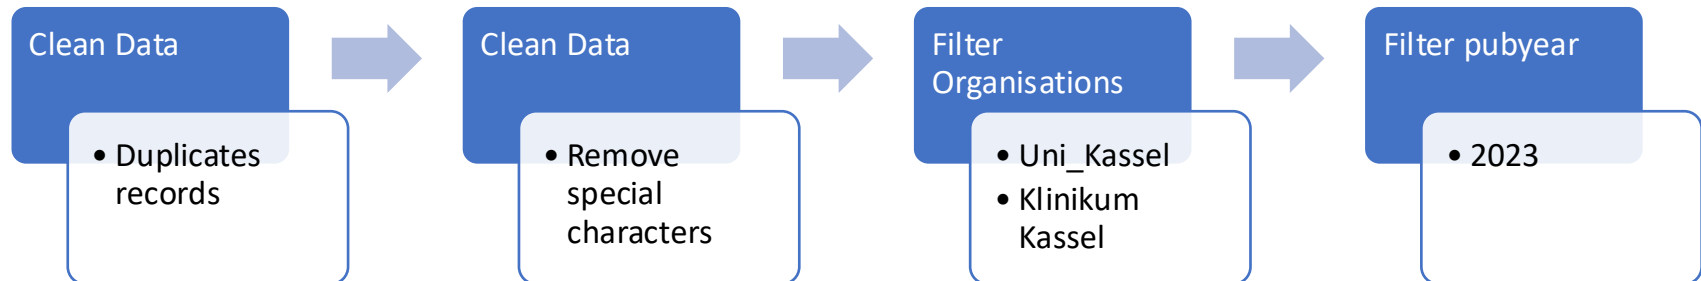 Clean Data
• Duplicates
records
Clean Data
• Remove
special
characters
Filter
Organisations
• Uni_Kassel
• Klinikum
Kassel
Filter pubyear
• 2023